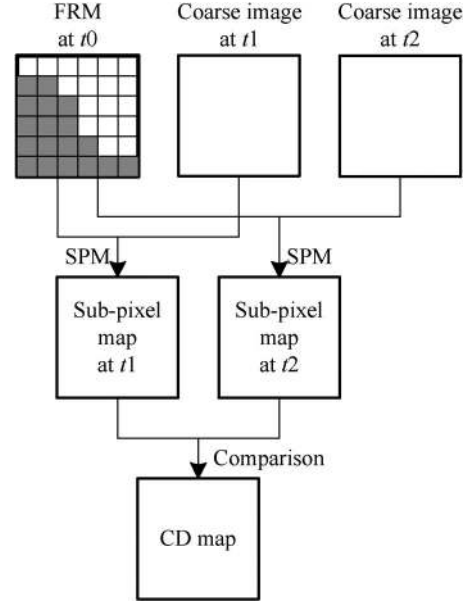 FRM
at t0
Coarse image
at t1
Coarse image
at t2
SPM
SPM
Sub-pixel
map
at t1
Sub-pixel
map
at t2
Comparison
CD map